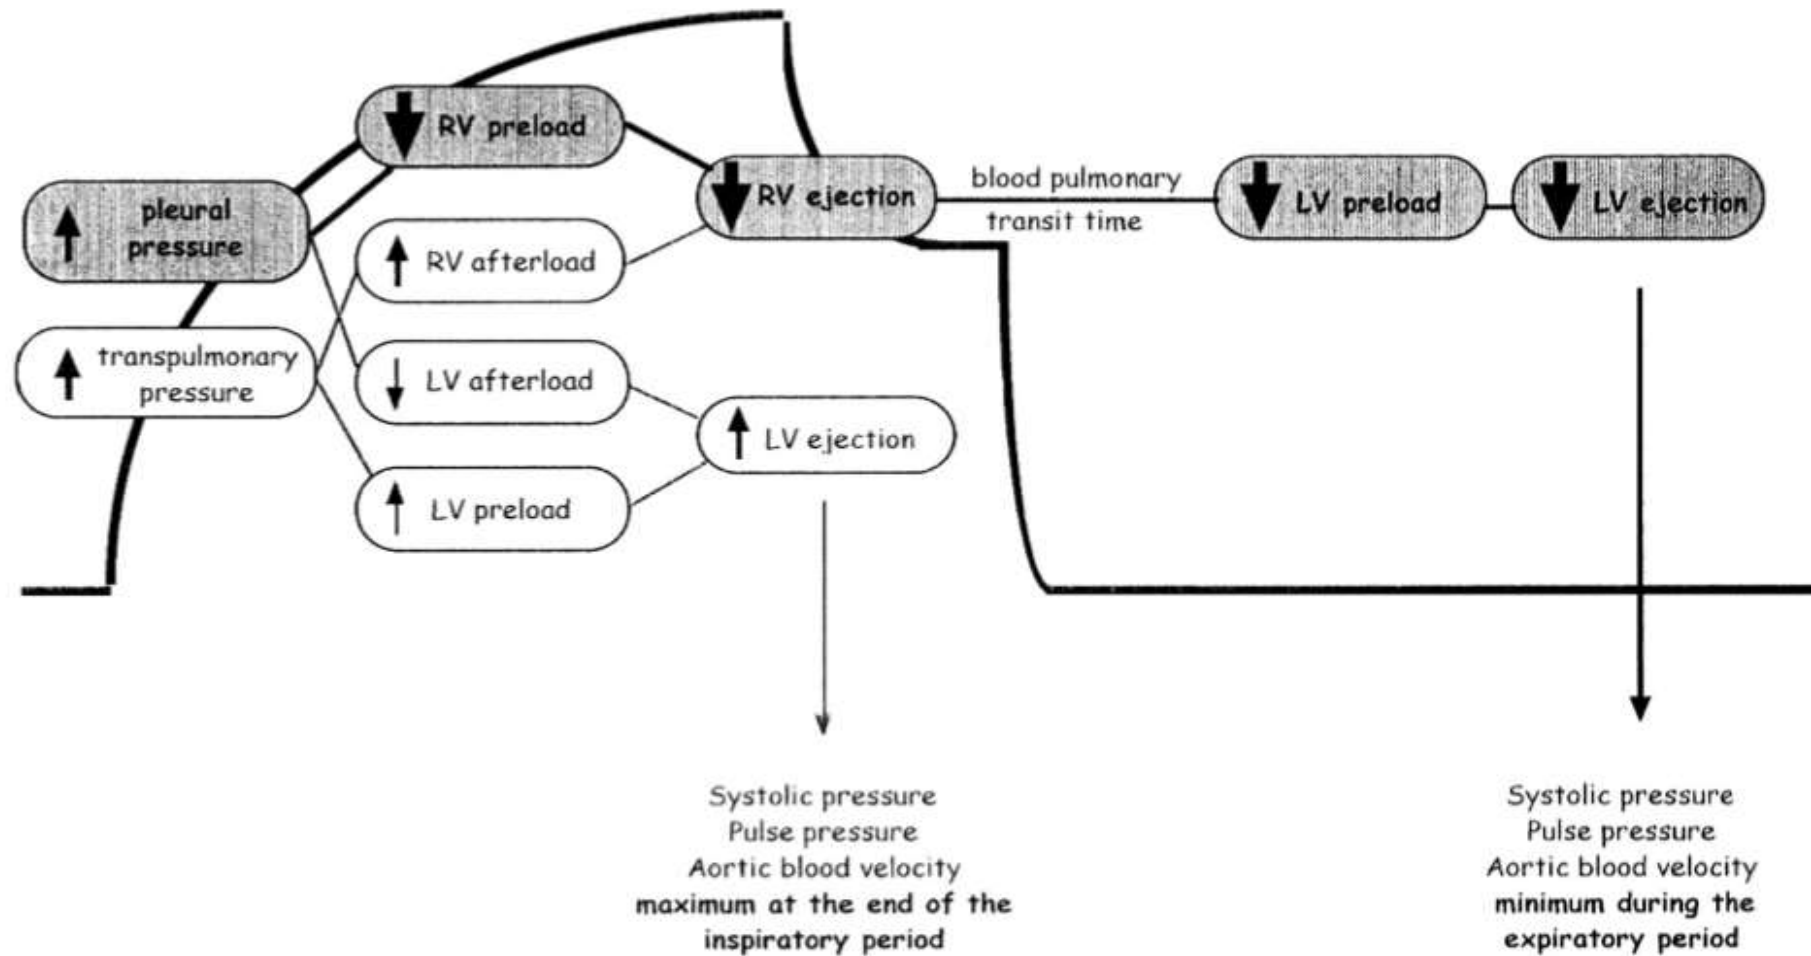 RV preload
pleural
pressure
RV ejection
blood pulmonary
transit time
LV preload
LV ejection
RV afterload
transpulmonary
pressure
LV afterload
LV ejection
LV preload
Systolic pressure
Pulse pressure
Aortic blood velocity
maximum at the end of the
inspiratory period
Systolic pressure
Pulse pressure
Aortic blood velocity
minimum during the
expiratory period